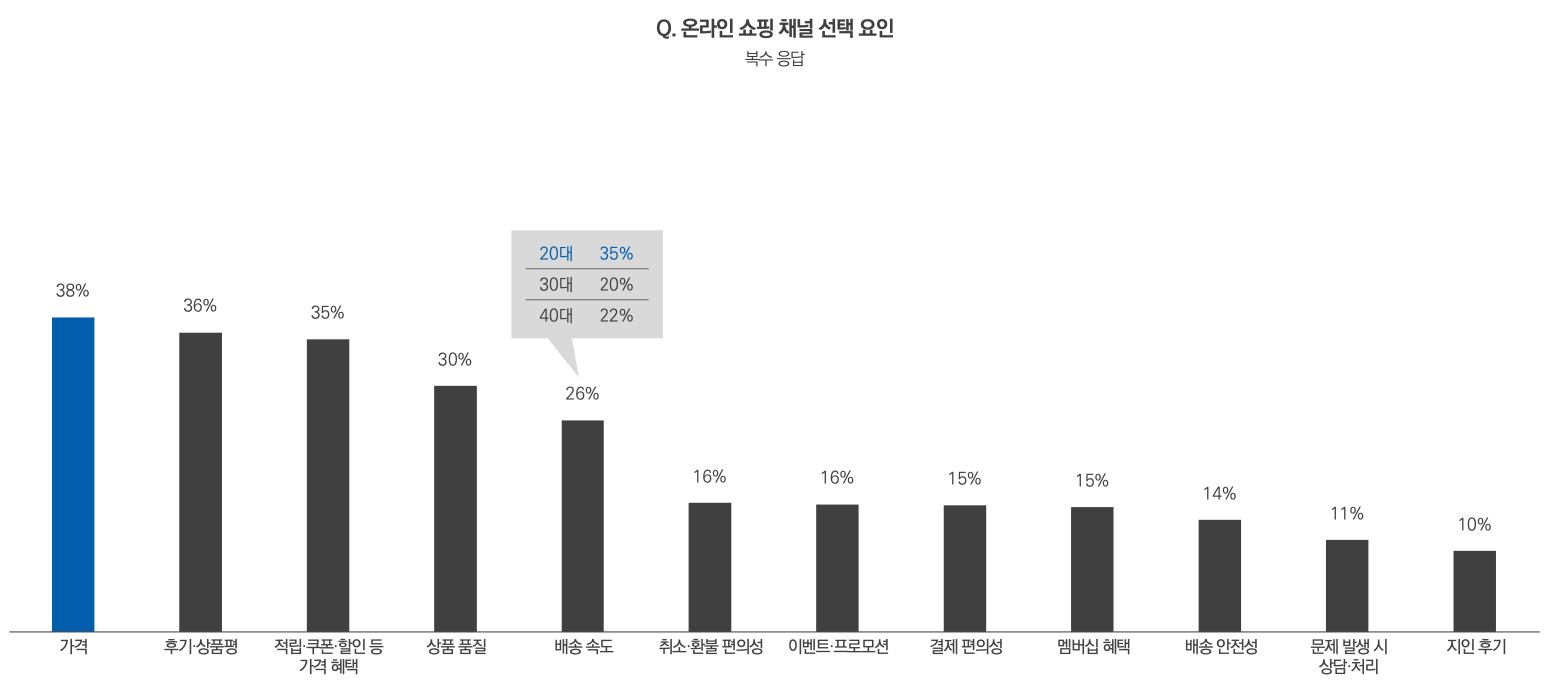 Q. 온라인 쇼핑 채널 선택 요인
복수 응답
20대 35%
30대 20%
40대 22%
38%
36%
35%
30%
26%
16%
16%
15%
15%
14%
11%
10%
가격
후기·상품평
적립·쿠폰·할인 등
가격 혜택
상품 품질
배송 속도
취소·환불 편의성
이벤트·프로모션
결제 편의성
멤버십 혜택
배송 안전성
문제 발생 시
상담·처리
지인 후기